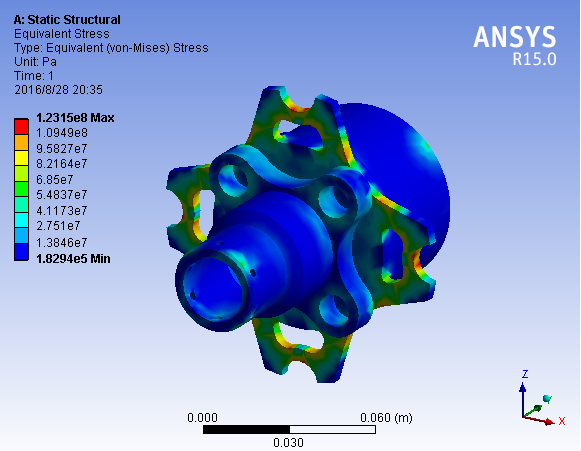 A: Static Structural
Equivalent Stress
Type: Equivalent (von-Mises) Stress
Unit: Pa
Time: 1
2016/8/28 20:35
ANSYS
R15.0
1.2315e8 Max
1.0949e8
9.5827e7
8.2164e7
6.85e7
5.4837e7
4.1173e7
2.751e7
1.3846e7
1.8294e5 Min
Z
X
0.000 0.060 (m)
0.030